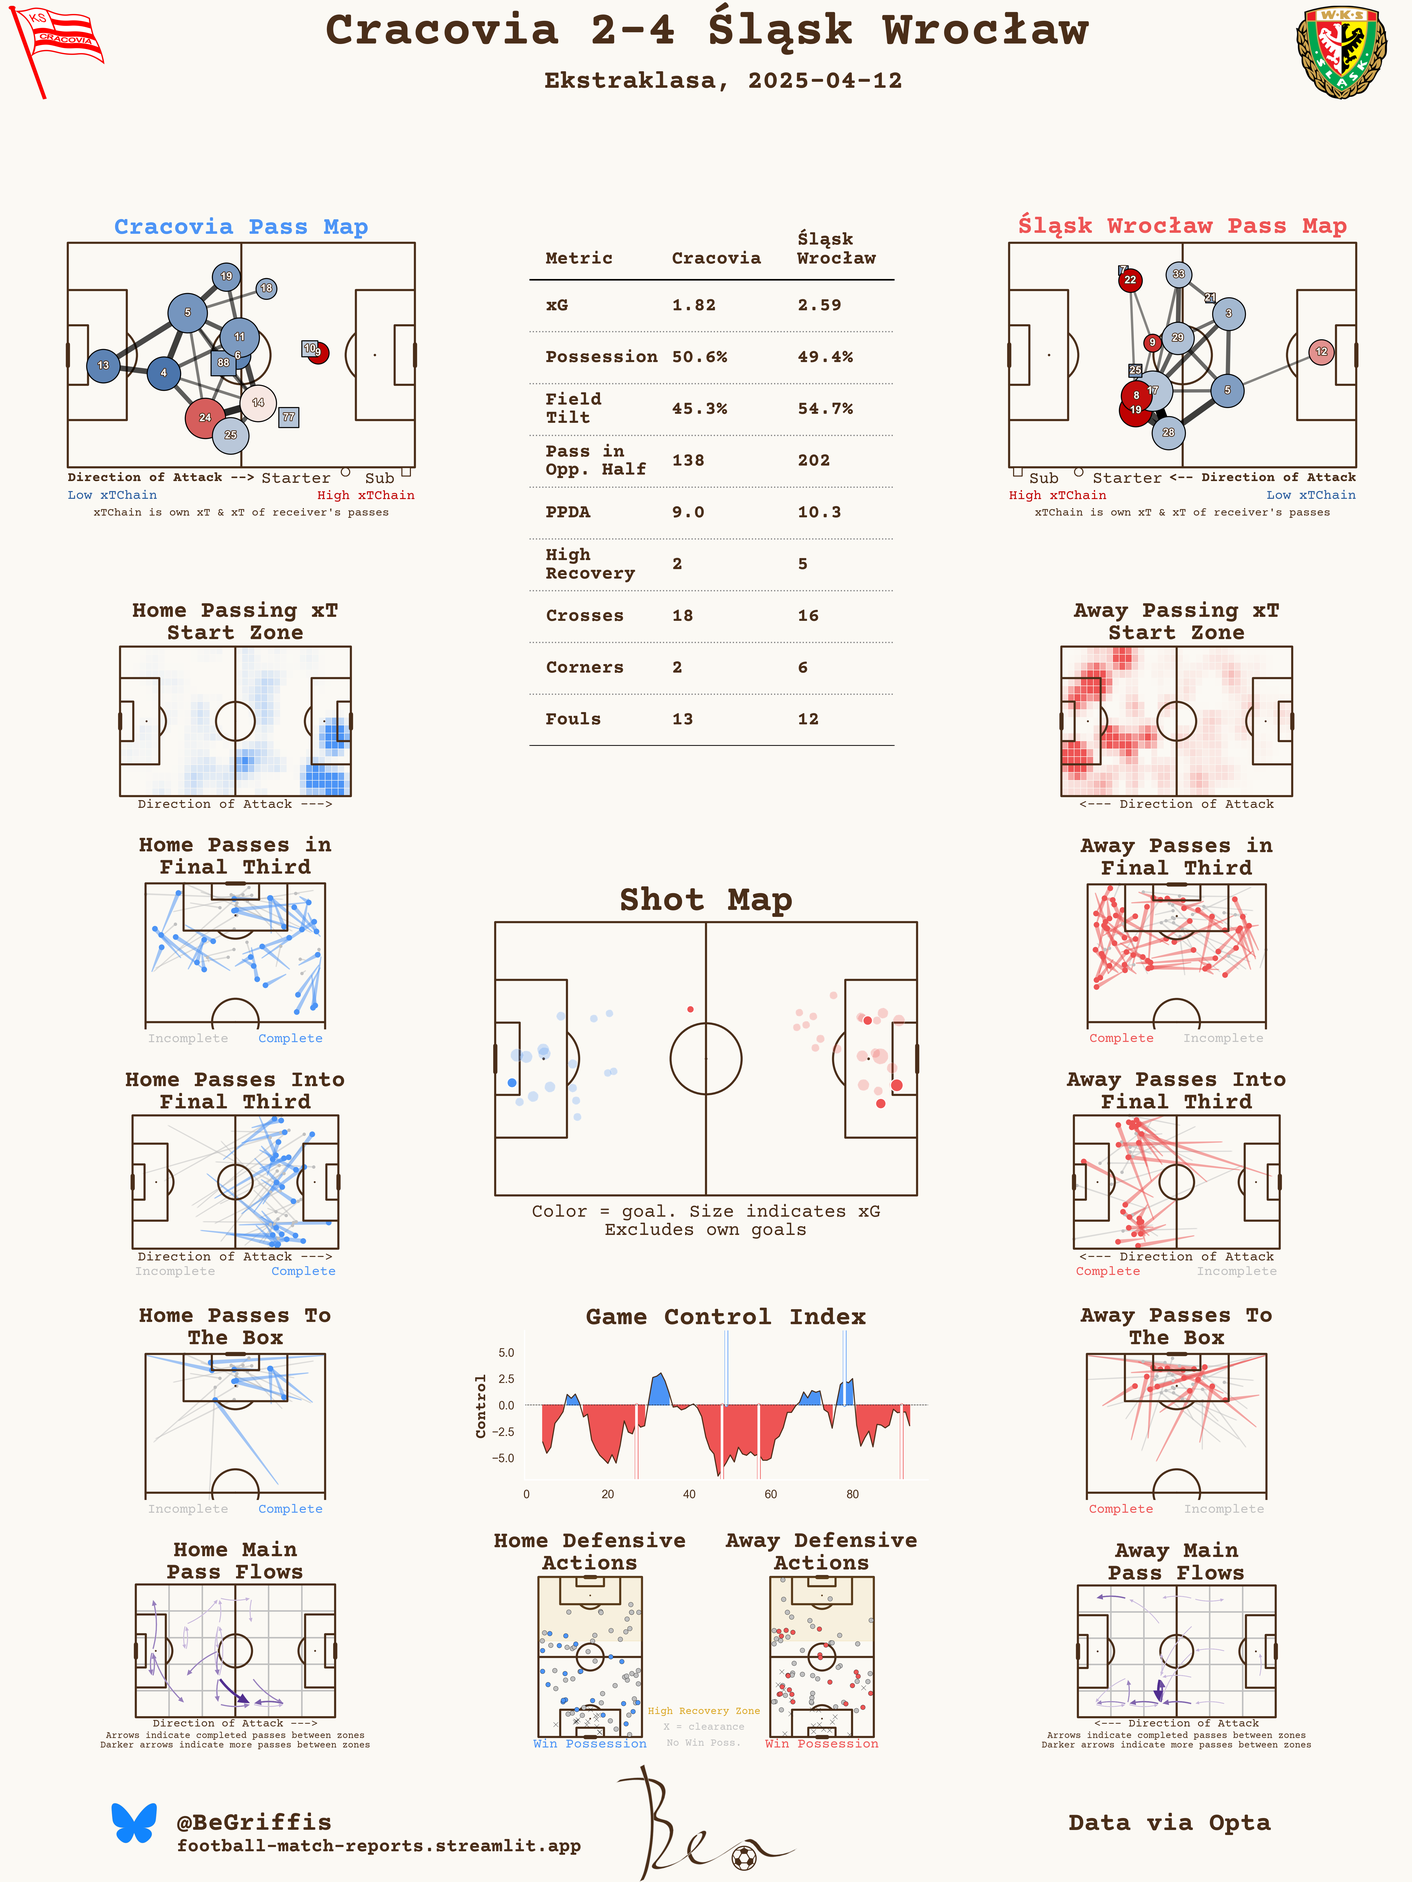 Cracovia 2-4 Śląsk Wrocław
Ekstraklasa, 2025-04-12
KS
CRACOVIA
W·K·S
ŚLĄSK
Cracovia Pass Map
19
18
5
11
6
88
10
9
13
4
14
24
77
25
Direction of Attack --> Starter Sub
Low xTChain High xTChain
xTChain is own xT & xT of receiver's passes
Metric Cracovia Śląsk Wrocław
xG 1.82 2.59
Possession 50.6% 49.4%
Field Tilt 45.3% 54.7%
Pass in Opp. Half 138 202
PPDA 9.0 10.3
High Recovery 2 5
Crosses 18 16
Corners 2 6
Fouls 13 12
Śląsk Wrocław Pass Map
7
22
33
21
3
29
9
12
25
17
8
5
19
28
Sub Starter <-- Direction of Attack
High xTChain Low xTChain
xTChain is own xT & xT of receiver's passes
Home Passing xT
Start Zone
Direction of Attack --->
Away Passing xT
Start Zone
<--- Direction of Attack
Home Passes in
Final Third
Incomplete Complete
Away Passes in
Final Third
Complete Incomplete
Shot Map
Color = goal. Size indicates xG
Excludes own goals
Home Passes Into
Final Third
Direction of Attack --->
Incomplete Complete
Away Passes Into
Final Third
<--- Direction of Attack
Complete Incomplete
Home Passes To
The Box
Incomplete Complete
Game Control Index
Control
5.0
2.5
0.0
−2.5
−5.0
0 20 40 60 80
Away Passes To
The Box
Complete Incomplete
Home Main
Pass Flows
Direction of Attack --->
Arrows indicate completed passes between zones
Darker arrows indicate more passes between zones
Home Defensive
Actions
Win Possession
High Recovery Zone
X = clearance
No Win Poss.
Away Defensive
Actions
Win Possession
Away Main
Pass Flows
<--- Direction of Attack
Arrows indicate completed passes between zones
Darker arrows indicate more passes between zones
@BeGriffis
football-match-reports.streamlit.app
Ben
Data via Opta